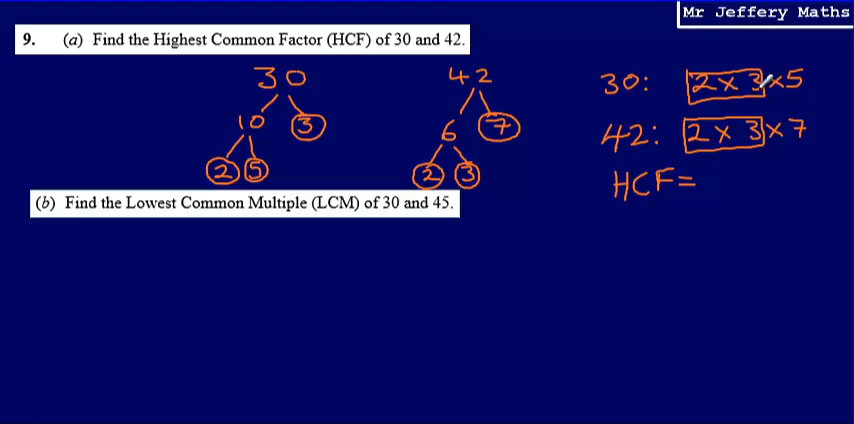 Mr Jeffery Maths
9. (a) Find the Highest Common Factor (HCF) of 30 and 42.
30
10 3
2 5
42
6 7
2 3
30: 2 x 3 x 5
42: 2 x 3 x 7
HCF=
(b) Find the Lowest Common Multiple (LCM) of 30 and 45.